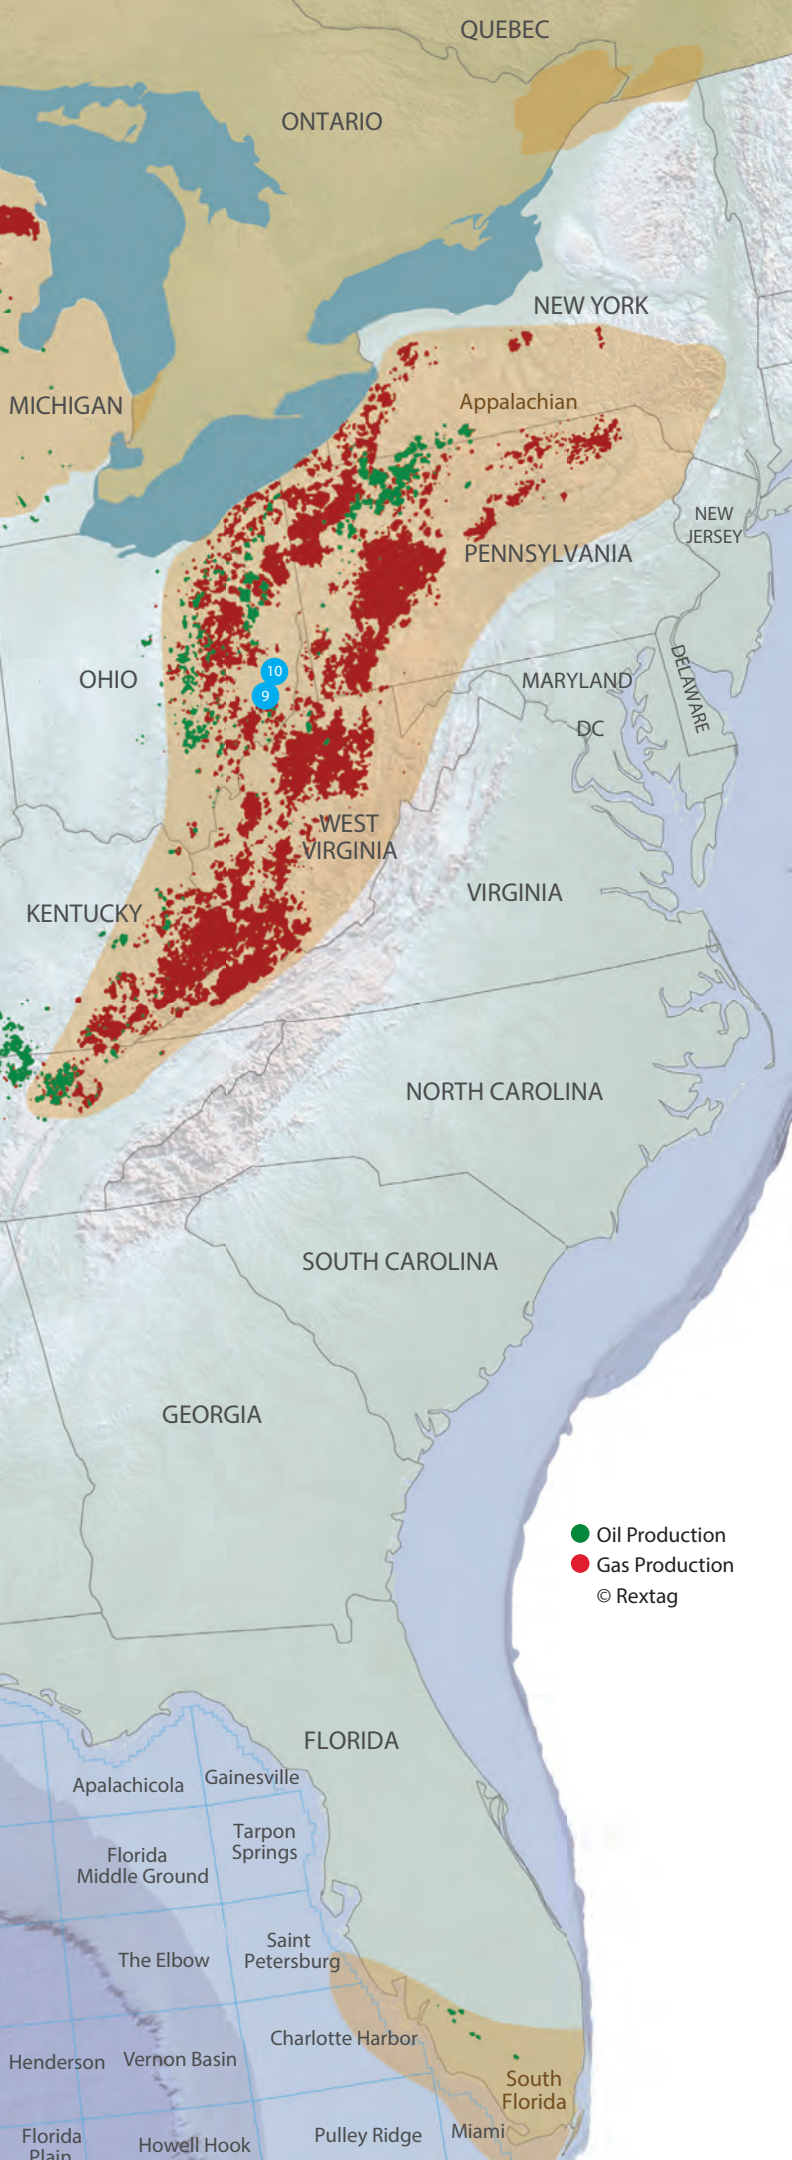 QUEBEC
ONTARIO
NEW YORK
MICHIGAN
Appalachian
NEW
JERSEY
PENNSYLVANIA
OHIO
10
9
MARYLAND
DELAWARE
DC
WEST
VIRGINIA
VIRGINIA
KENTUCKY
NORTH CAROLINA
SOUTH CAROLINA
GEORGIA
Oil Production
Gas Production
© Rextag
FLORIDA
Apalachicola
Gainesville
Tarpon
Springs
Florida
Middle Ground
Saint
Petersburg
The Elbow
Charlotte Harbor
Henderson
Vernon Basin
South
Florida
Miami
Pulley Ridge
Howell Hook
Florida
Plain